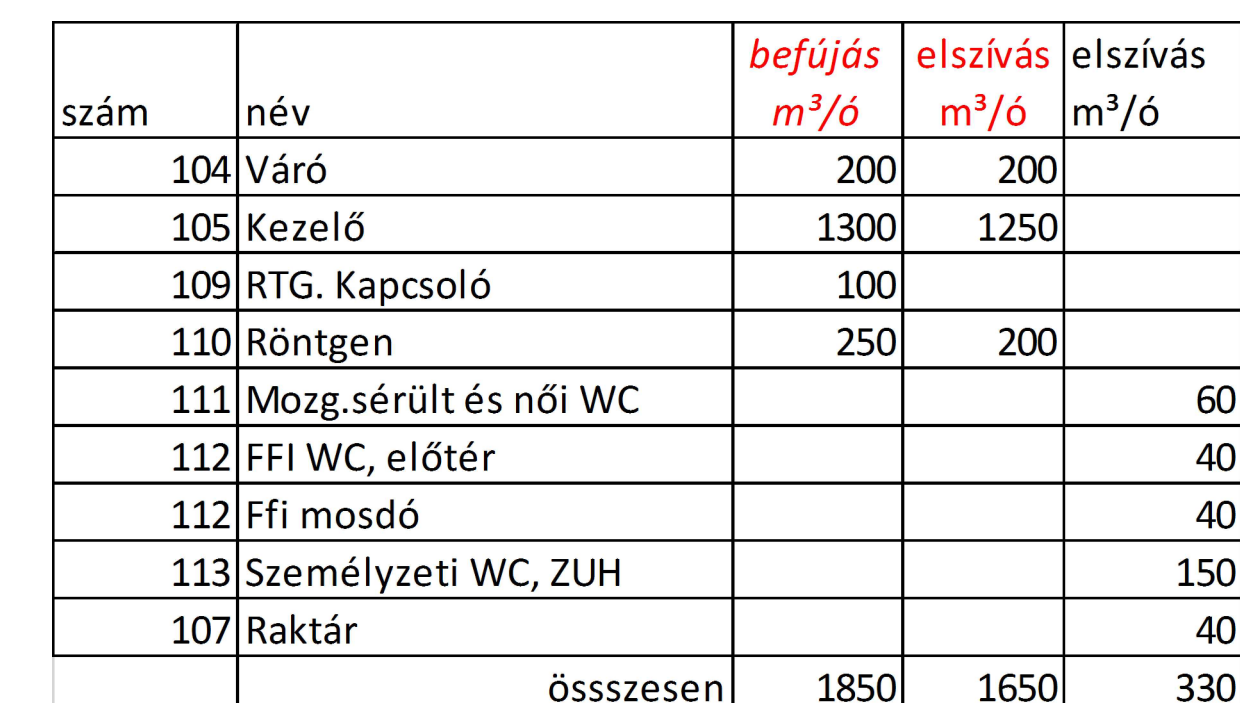 szám név befújás m³/ó elszívás m³/ó elszívás m³/ó
104 Váró 200 200
105 Kezelő 1300 1250
109 RTG. Kapcsoló 100
110 Röntgen 250 200
111 Mozg.sérült és női WC 60
112 FFI WC, előtér 40
112 Ffi mosdó 40
113 Személyzeti WC, ZUH 150
107 Raktár 40
össszesen 1850 1650 330